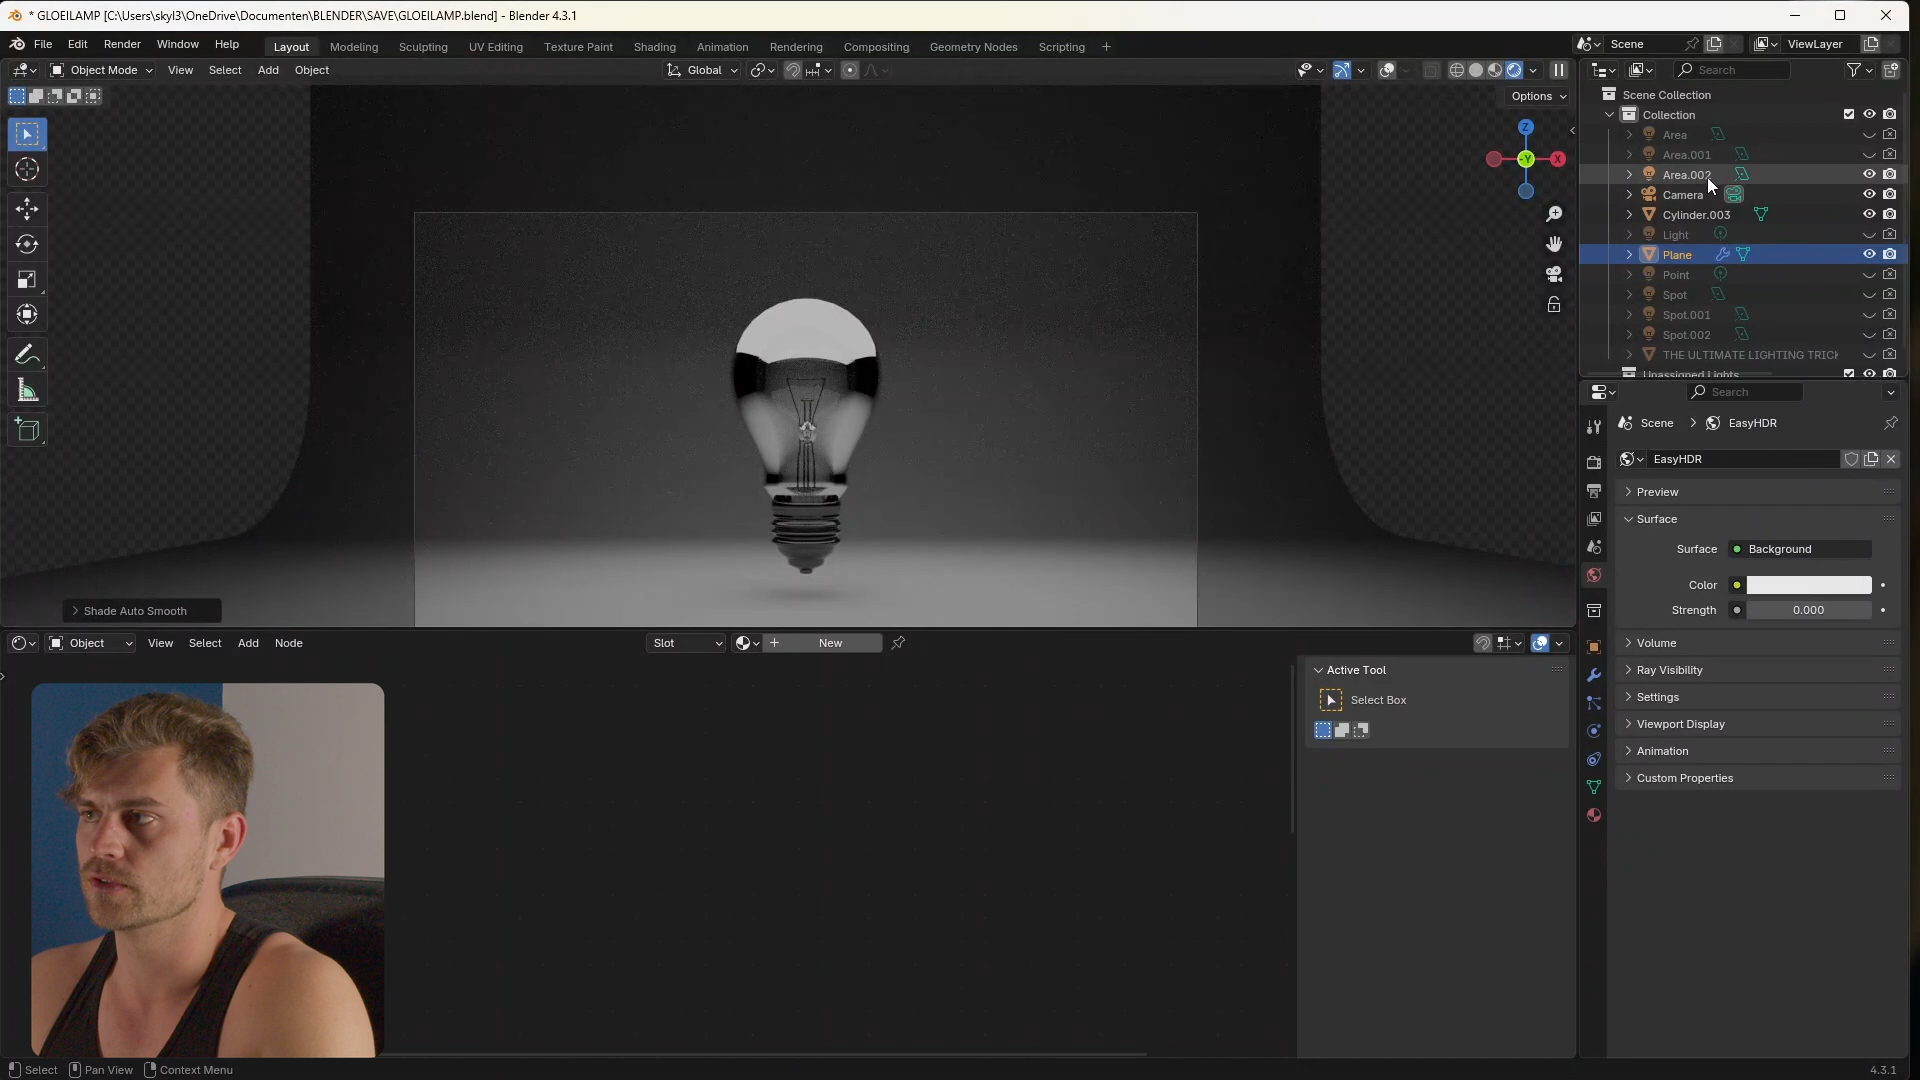 * GLOEILAMP [C:\Users\skyl3\OneDrive\Documenten\BLENDER\SAVE\GLOEILAMP.blend] - Blender 4.3.1
File Edit Render Window Help Layout Modeling Sculpting UV Editing Texture Paint Shading Animation Rendering Compositing Geometry Nodes Scripting + Scene ViewLayer
Object Mode View Select Add Object Global Search
Options
Scene Collection
Collection
Area
Area.001
Area.002
Camera
Cylinder.003
Light
Plane
Point
Spot
Spot.001
Spot.002
THE ULTIMATE LIGHTING TRICK
Unassigned Lights
Z
-Y
X
Search
Scene > EasyHDR
EasyHDR
Preview
Surface
Surface Background
Color
Strength 0.000
Volume
Ray Visibility
Settings
Viewport Display
Animation
Custom Properties
Shade Auto Smooth
Object View Select Add Node Slot + New
Active Tool
Select Box
Select Pan View Context Menu 4.3.1